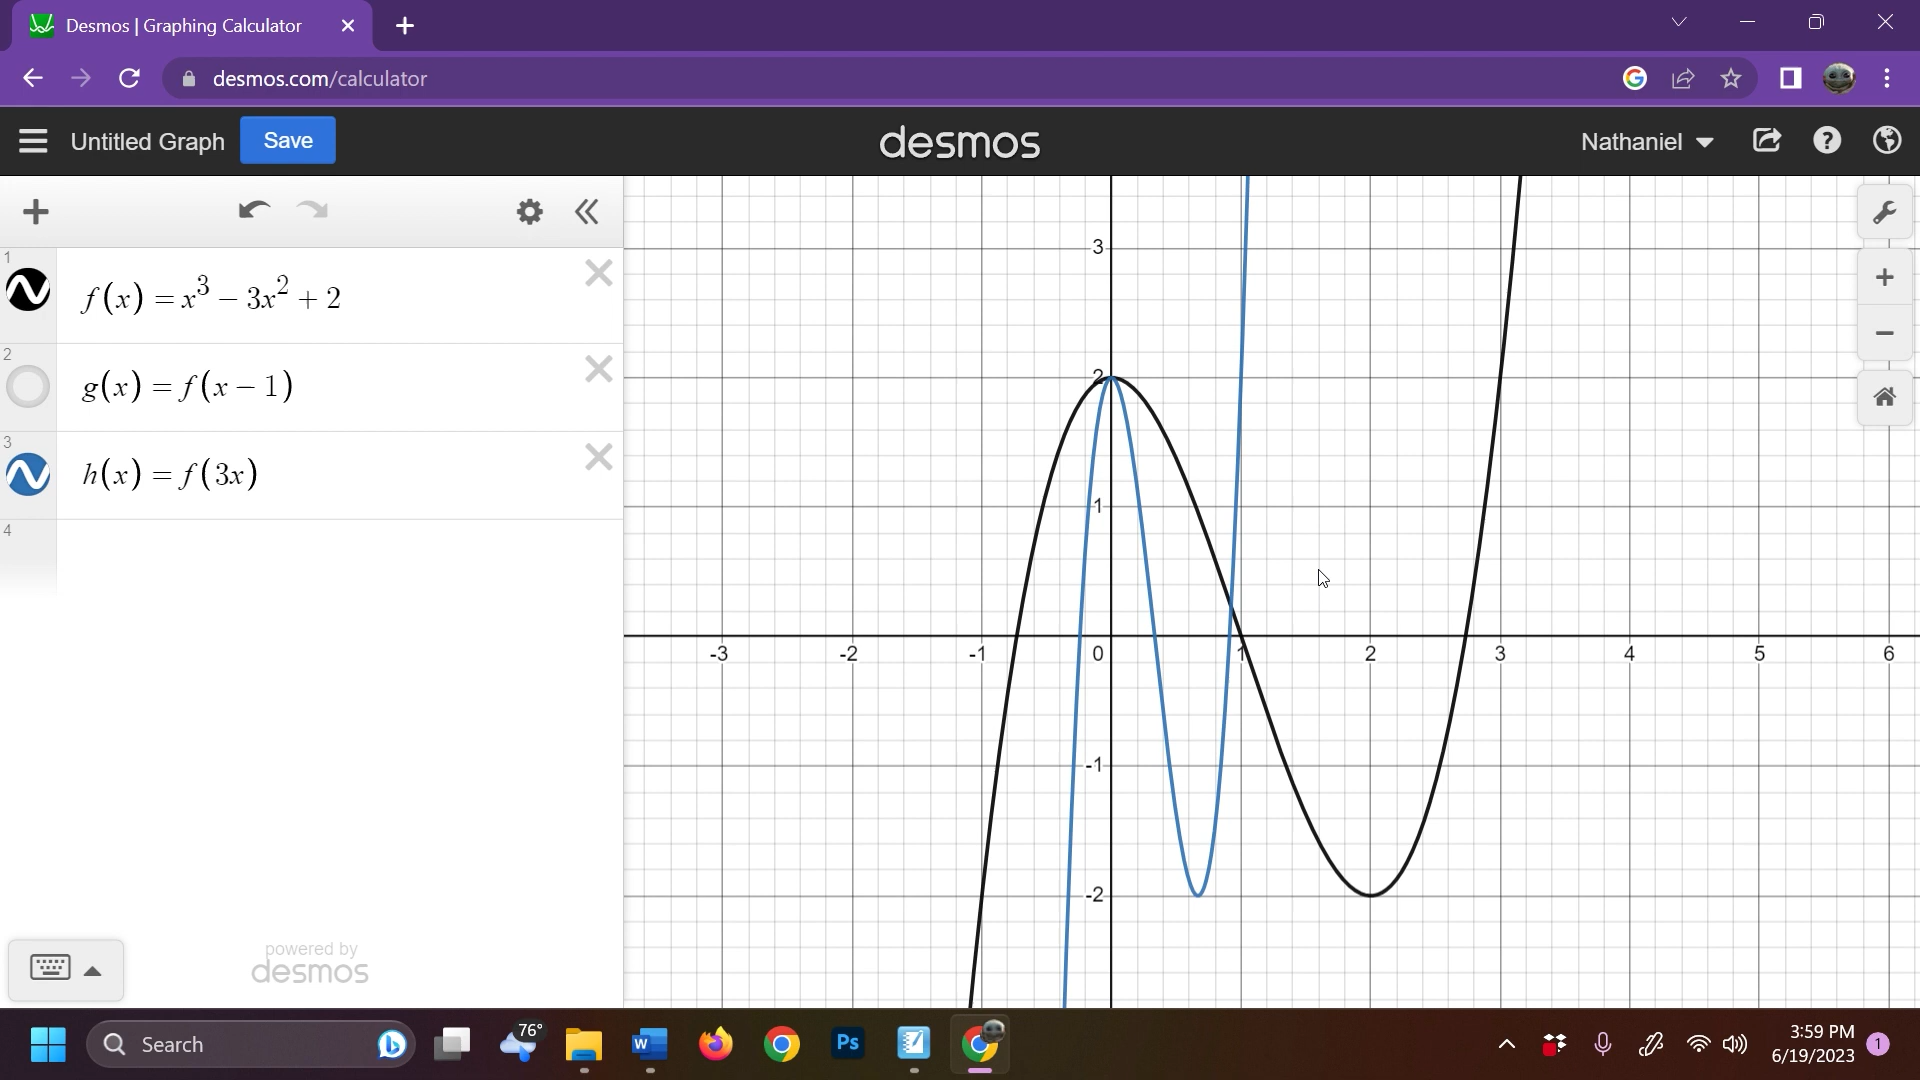 Desmos | Graphing Calculator
desmos.com/calculator
Untitled Graph
Save
desmos
Nathaniel
1
f(x) = x³ − 3x² + 2
2
g(x) = f(x − 1)
3
h(x) = f(3x)
4
3
2
1
-3 -2 -1 0 1 2 3 4 5 6
-1
-2
powered by
desmos
Search
76°
W
Ps
3:59 PM
6/19/2023
1